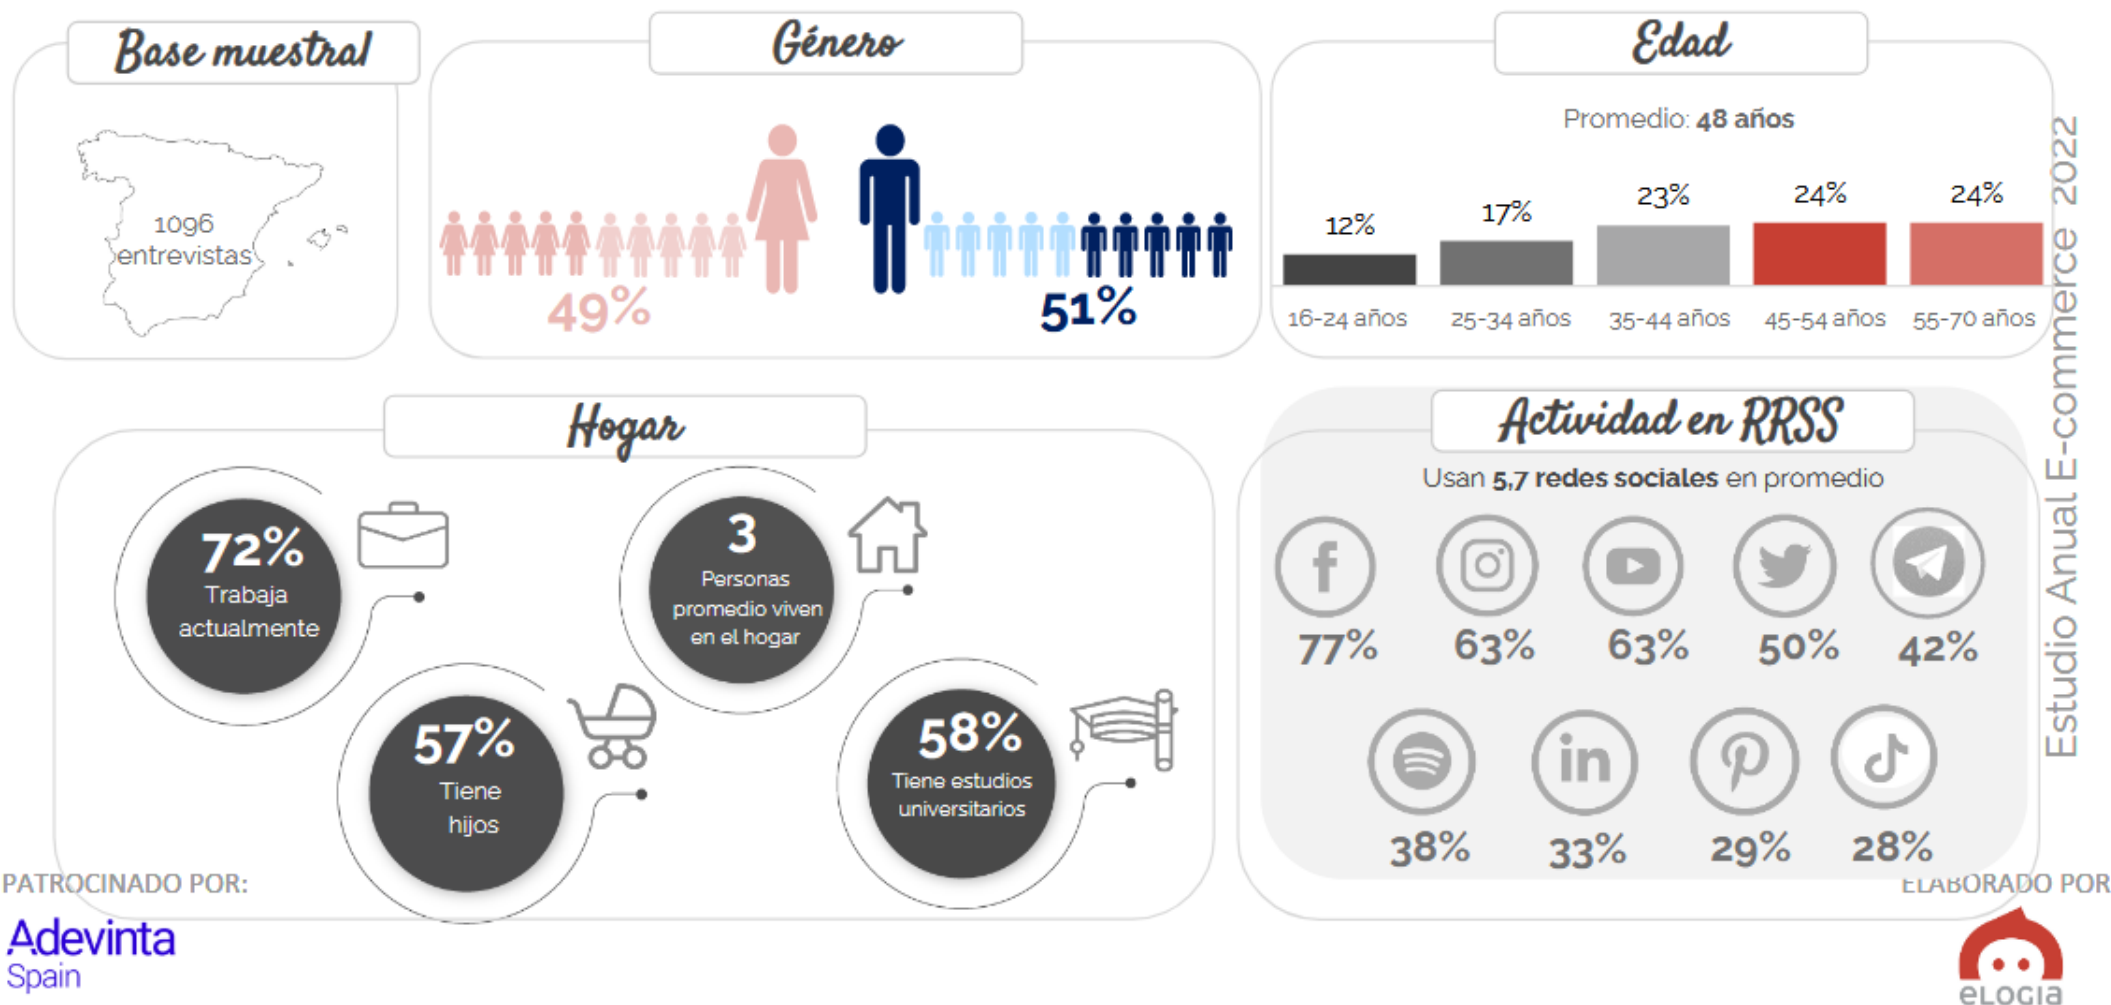 Base muestral
1096
entrevistas
Género
49%
51%
Edad
Promedio: 48 años
12%
17%
23%
24%
24%
16-24 años
25-34 años
35-44 años
45-54 años
55-70 años
Hogar
72%
Trabaja
actualmente
3
Personas
promedio viven
en el hogar
57%
Tiene
hijos
58%
Tiene estudios
universitarios
Actividad en RRSS
Usan 5,7 redes sociales en promedio
77%
63%
63%
50%
42%
in
38%
33%
29%
28%
Estudio Anual E-commerce 2022
PATROCINADO POR:
Adevinta
Spain
ELABORADO POR
eLOGIa